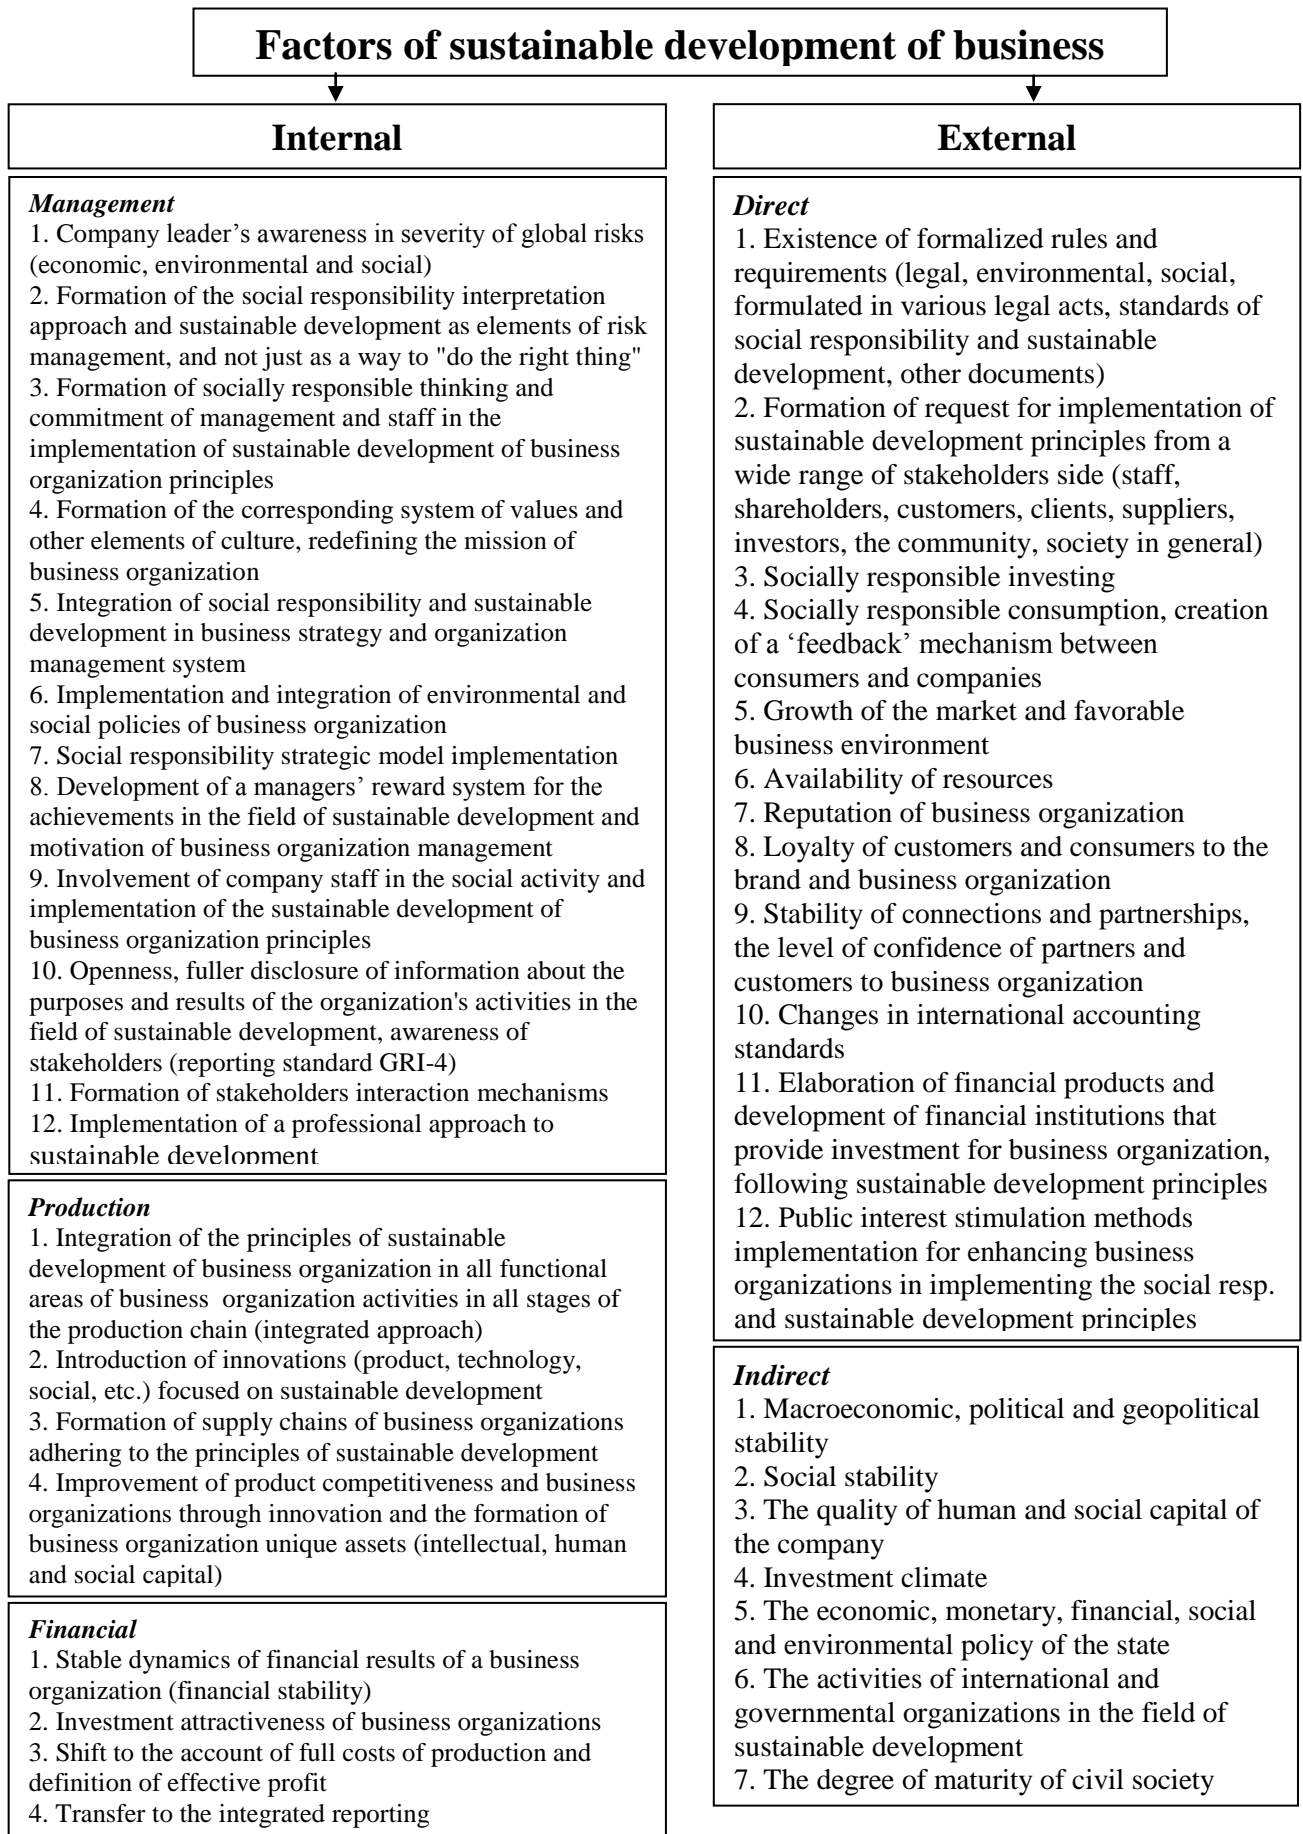 Factors of sustainable development of business
Internal
Management
1. Company leader’s awareness in severity of global risks
(economic, environmental and social)
2. Formation of the social responsibility interpretation
approach and sustainable development as elements of risk
management, and not just as a way to "do the right thing"
3. Formation of socially responsible thinking and
commitment of management and staff in the
implementation of sustainable development of business
organization principles
4. Formation of the corresponding system of values and
other elements of culture, redefining the mission of
business organization
5. Integration of social responsibility and sustainable
development in business strategy and organization
management system
6. Implementation and integration of environmental and
social policies of business organization
7. Social responsibility strategic model implementation
8. Development of a managers’ reward system for the
achievements in the field of sustainable development and
motivation of business organization management
9. Involvement of company staff in the social activity and
implementation of the sustainable development of
business organization principles
10. Openness, fuller disclosure of information about the
purposes and results of the organization's activities in the
field of sustainable development, awareness of
stakeholders (reporting standard GRI-4)
11. Formation of stakeholders interaction mechanisms
12. Implementation of a professional approach to
sustainable development
Production
1. Integration of the principles of sustainable
development of business organization in all functional
areas of business organization activities in all stages of
the production chain (integrated approach)
2. Introduction of innovations (product, technology,
social, etc.) focused on sustainable development
3. Formation of supply chains of business organizations
adhering to the principles of sustainable development
4. Improvement of product competitiveness and business
organizations through innovation and the formation of
business organization unique assets (intellectual, human
and social capital)
Financial
1. Stable dynamics of financial results of a business
organization (financial stability)
2. Investment attractiveness of business organizations
3. Shift to the account of full costs of production and
definition of effective profit
4. Transfer to the integrated reporting
External
Direct
1. Existence of formalized rules and
requirements (legal, environmental, social,
formulated in various legal acts, standards of
social responsibility and sustainable
development, other documents)
2. Formation of request for implementation of
sustainable development principles from a
wide range of stakeholders side (staff,
shareholders, customers, clients, suppliers,
investors, the community, society in general)
3. Socially responsible investing
4. Socially responsible consumption, creation
of a ‘feedback’ mechanism between
consumers and companies
5. Growth of the market and favorable
business environment
6. Availability of resources
7. Reputation of business organization
8. Loyalty of customers and consumers to the
brand and business organization
9. Stability of connections and partnerships,
the level of confidence of partners and
customers to business organization
10. Changes in international accounting
standards
11. Elaboration of financial products and
development of financial institutions that
provide investment for business organization,
following sustainable development principles
12. Public interest stimulation methods
implementation for enhancing business
organizations in implementing the social resp.
and sustainable development principles
Indirect
1. Macroeconomic, political and geopolitical
stability
2. Social stability
3. The quality of human and social capital of
the company
4. Investment climate
5. The economic, monetary, financial, social
and environmental policy of the state
6. The activities of international and
governmental organizations in the field of
sustainable development
7. The degree of maturity of civil society